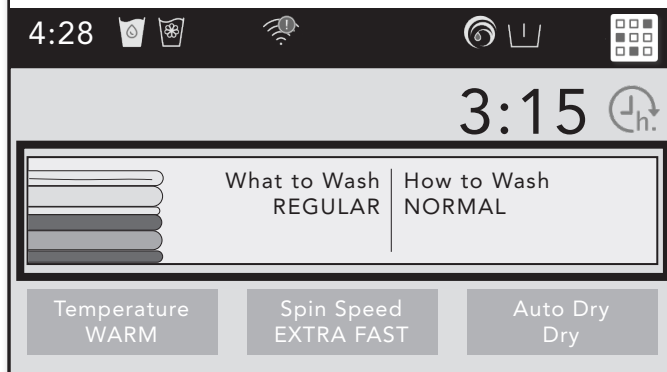 4:28
3:15 h.
What to Wash How to Wash
REGULAR NORMAL
Temperature Spin Speed Auto Dry
WARM EXTRA FAST Dry